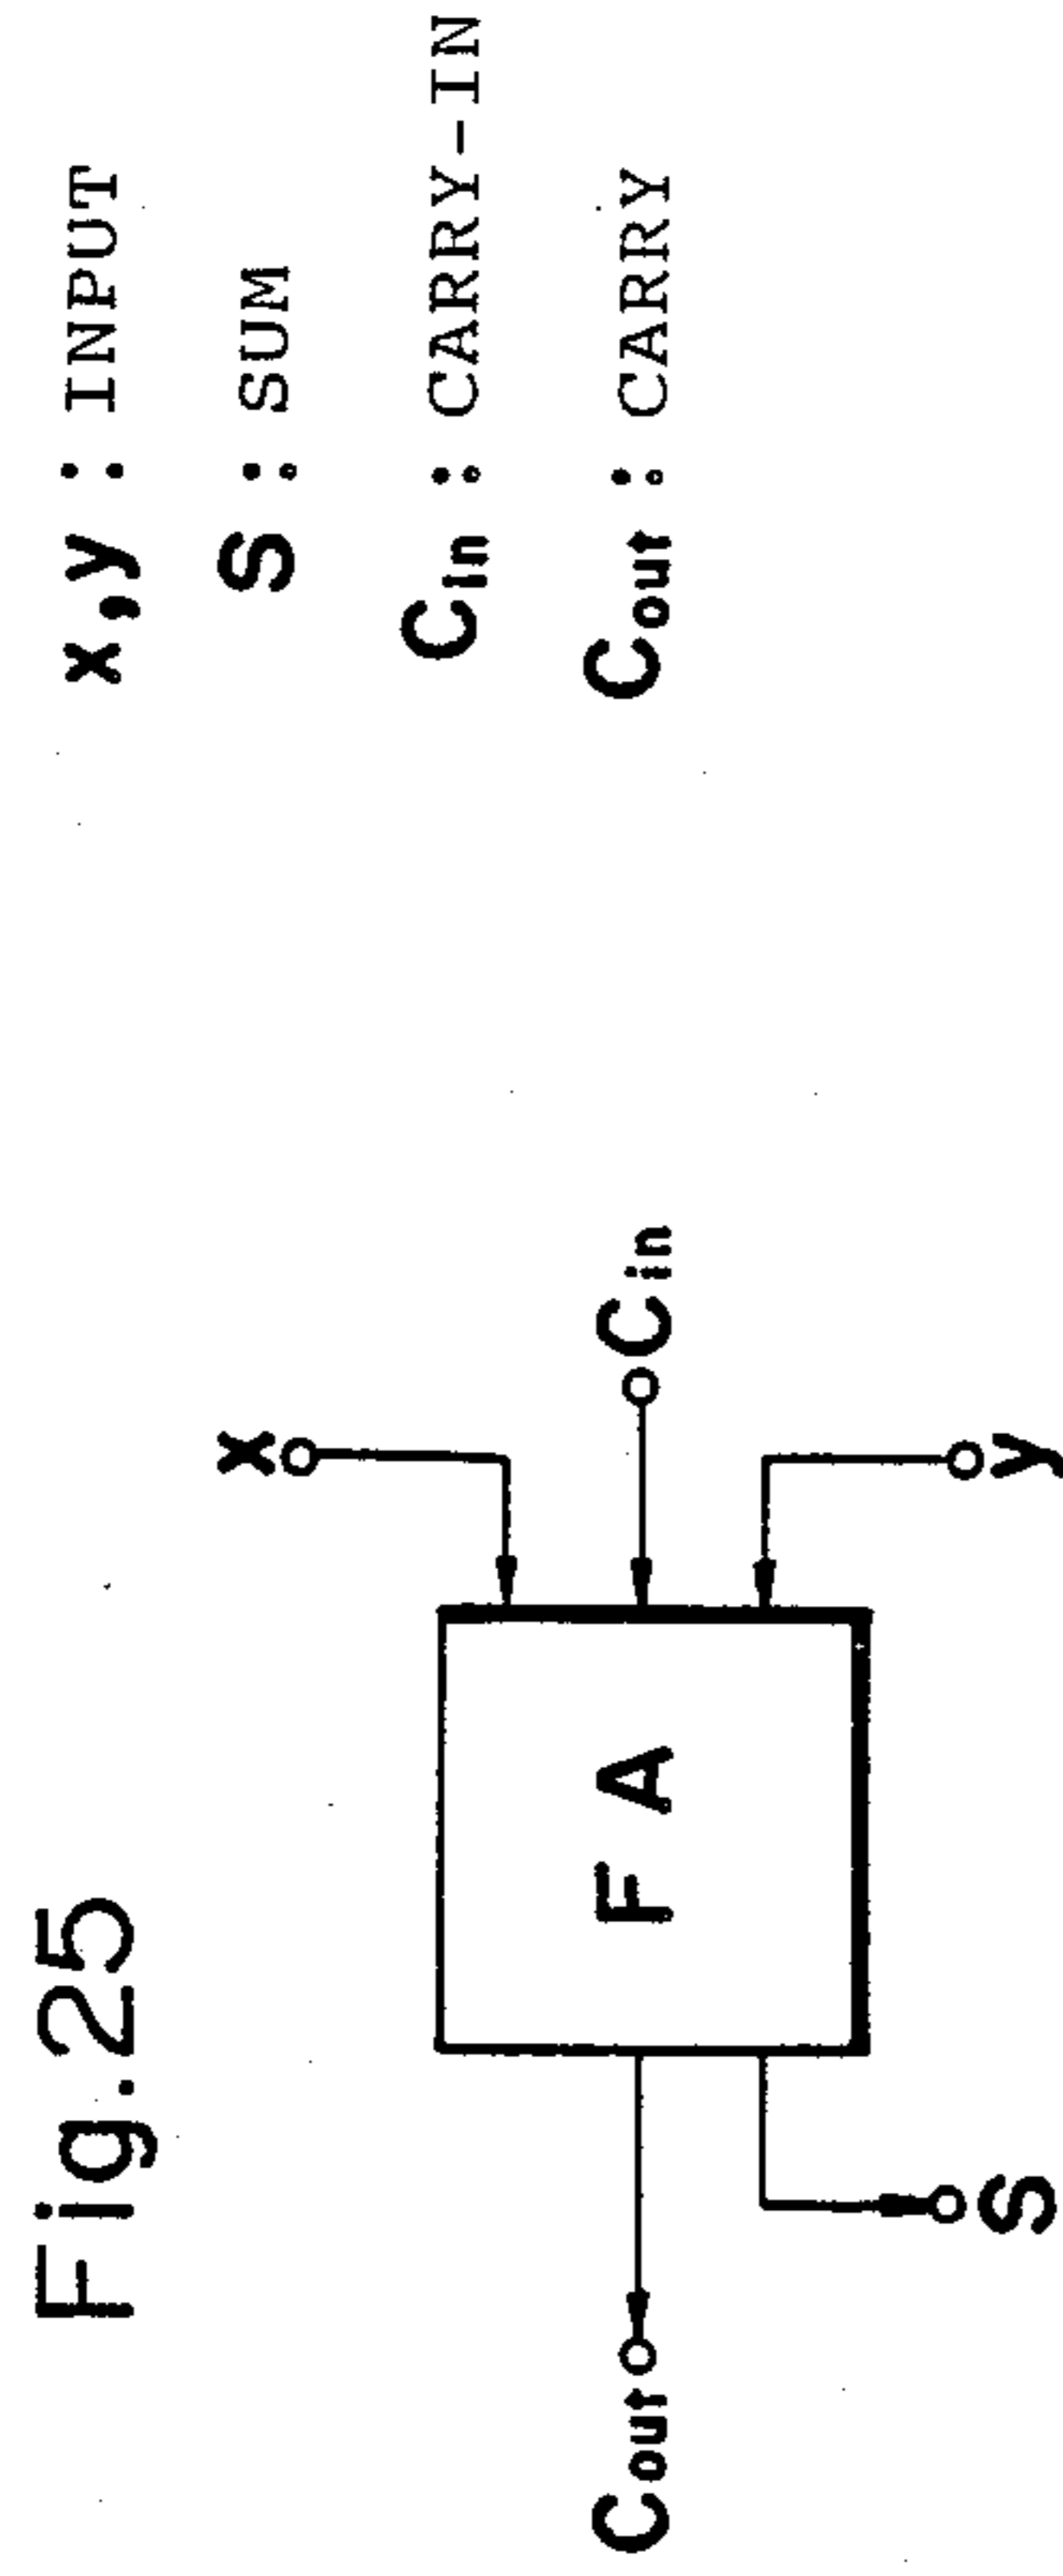 Fig.25
x
Cout
FA
Cin
S
y
x,y : INPUT
S : SUM
Cin : CARRY-IN
Cout : CARRY